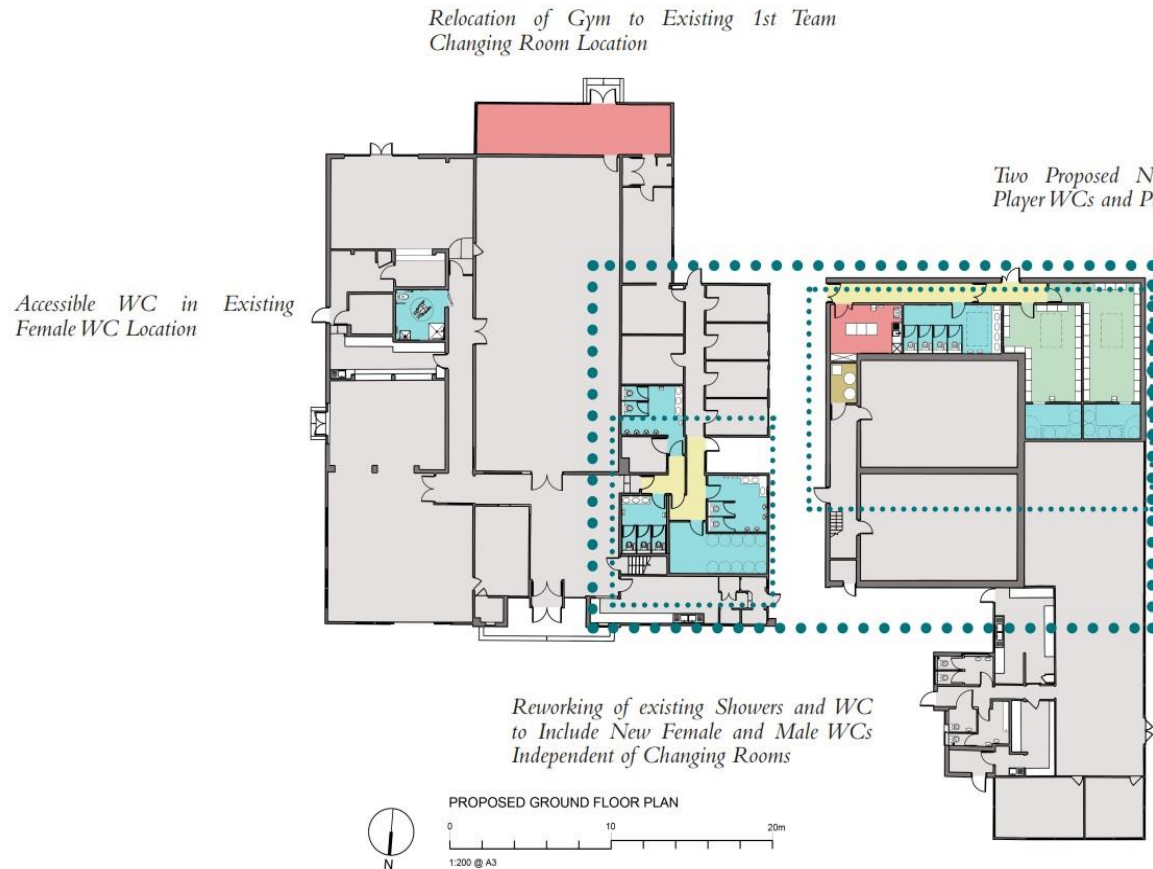 Relocation of Gym to Existing 1st Team
Changing Room Location
Two Proposed N
Player WCs and P
Accessible WC in Existing
Female WC Location
Reworking of existing Showers and WC
to Include New Female and Male WCs
Independent of Changing Rooms
PROPOSED GROUND FLOOR PLAN
0 10 20m
1:200 @ A3
N